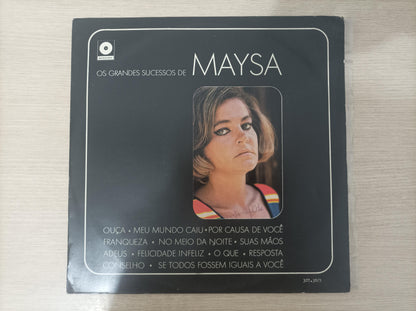 OS GRANDES SUCESSOS DE MAYSA
OUÇA • MEU MUNDO CAIU • POR CAUSA DE VOCÊ
FRANQUEZA • NO MEIO DA NOITE • SUAS MÃOS
ADEUS • FELICIDADE INFELIZ • O QUE • RESPOSTA
CONSELHO • SE TODOS FOSSEM IGUAIS A VOCÊ